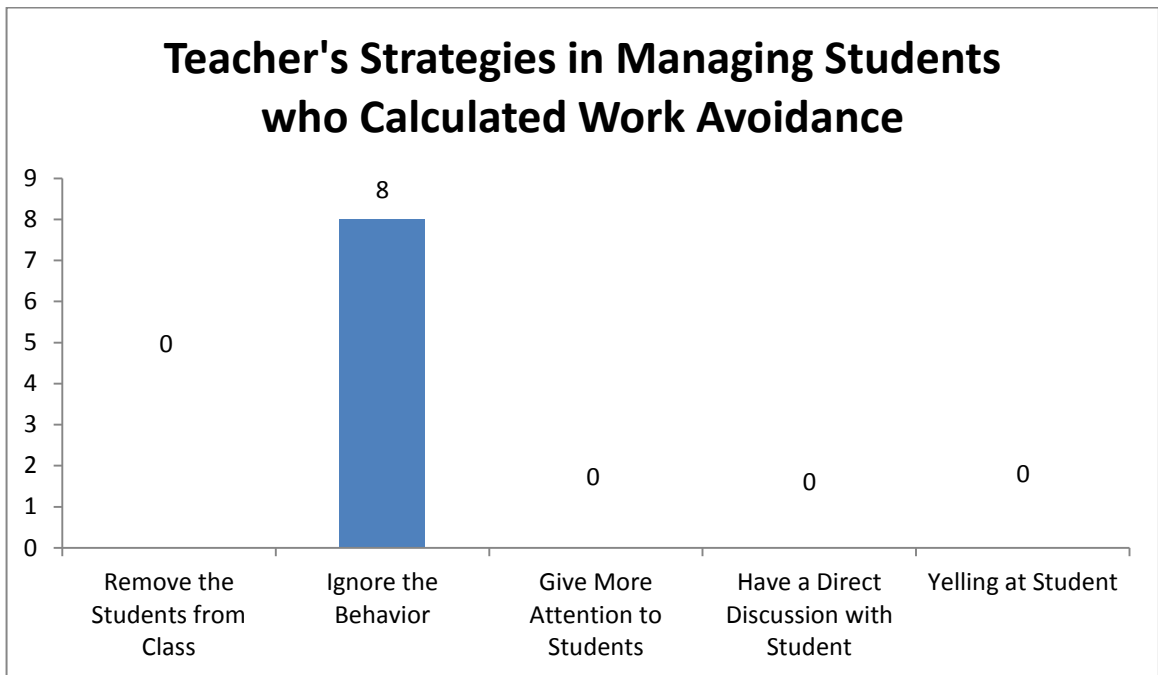 Teacher's Strategies in Managing Students
who Calculated Work Avoidance
9
8
7
6
5
4
3
2
1
0
0
8
0
0
0
Remove the
Students from
Class
Ignore the
Behavior
Give More
Attention to
Students
Have a Direct
Discussion with
Student
Yelling at Student